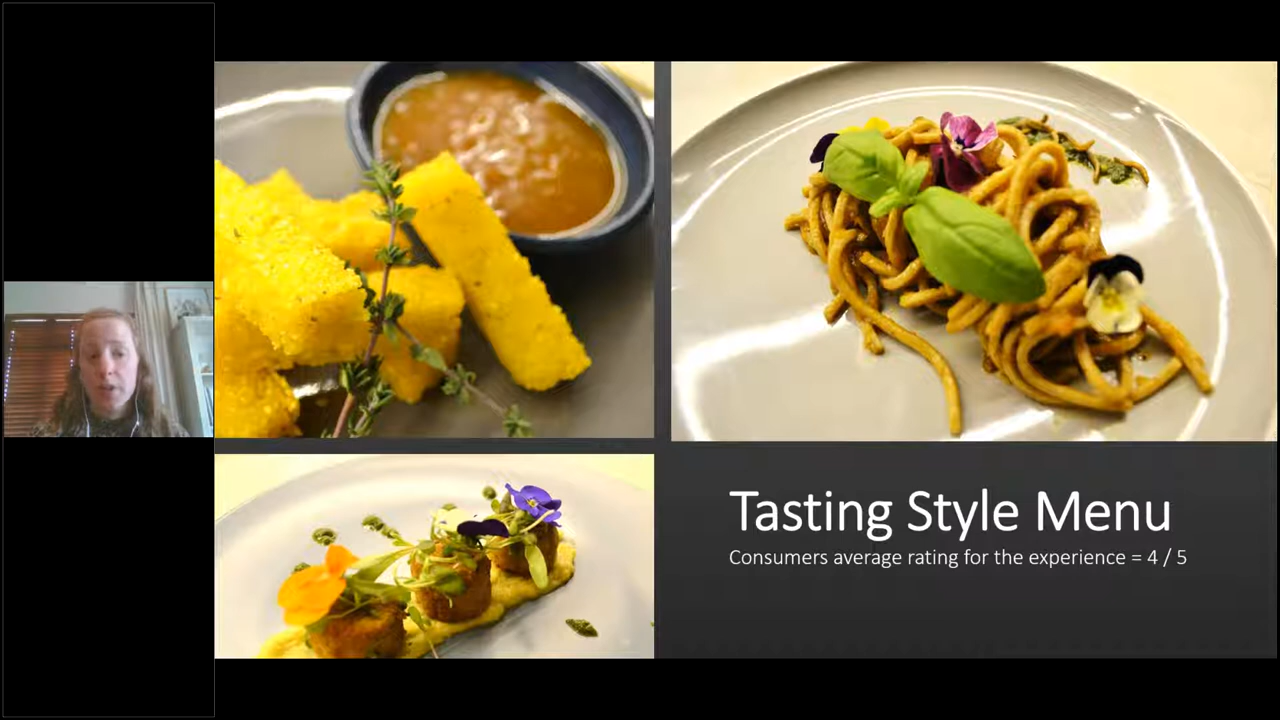 Tasting Style Menu
Consumers average rating for the experience = 4 / 5